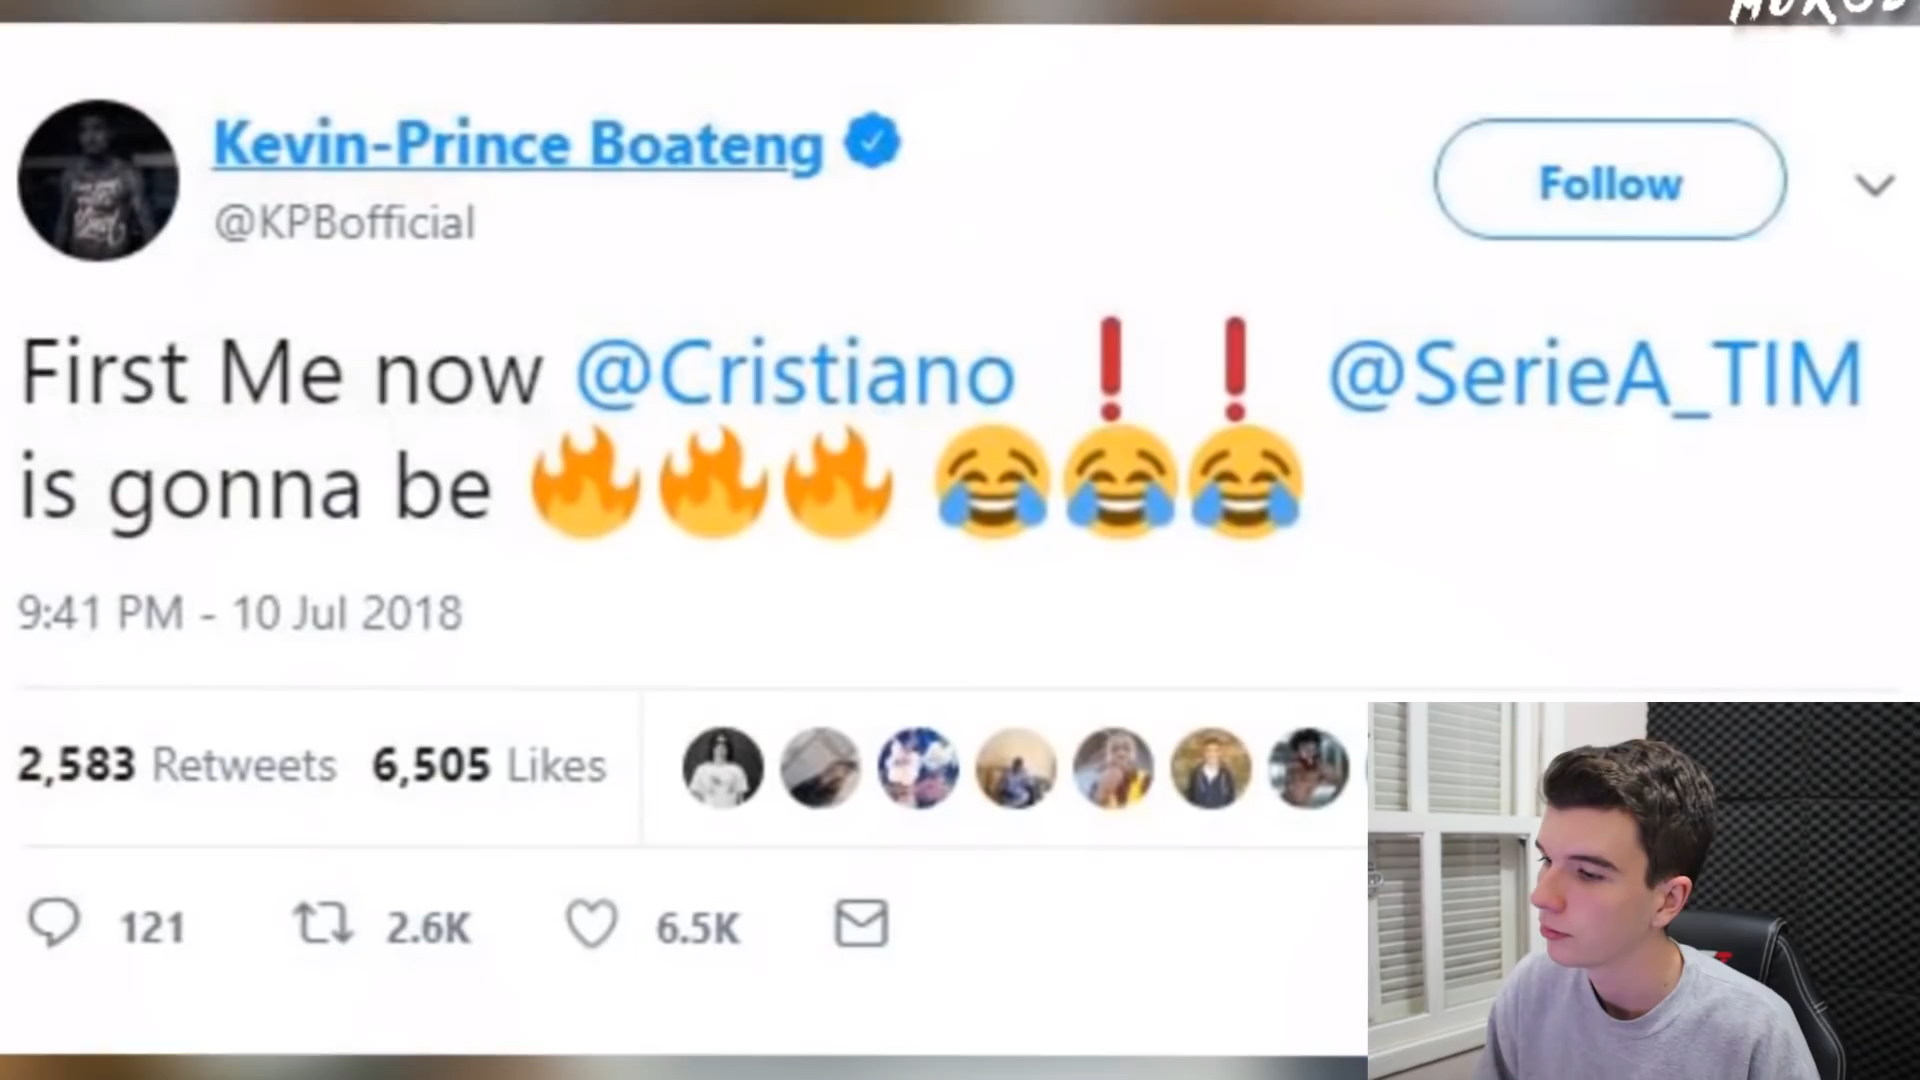 Kevin-Prince Boateng
@KPBofficial
Follow
First Me now @Cristiano ❗❗ @SerieA_TIM
is gonna be 🔥🔥🔥 😂😂😂
9:41 PM - 10 Jul 2018
2,583 Retweets 6,505 Likes
121 2.6K 6.5K